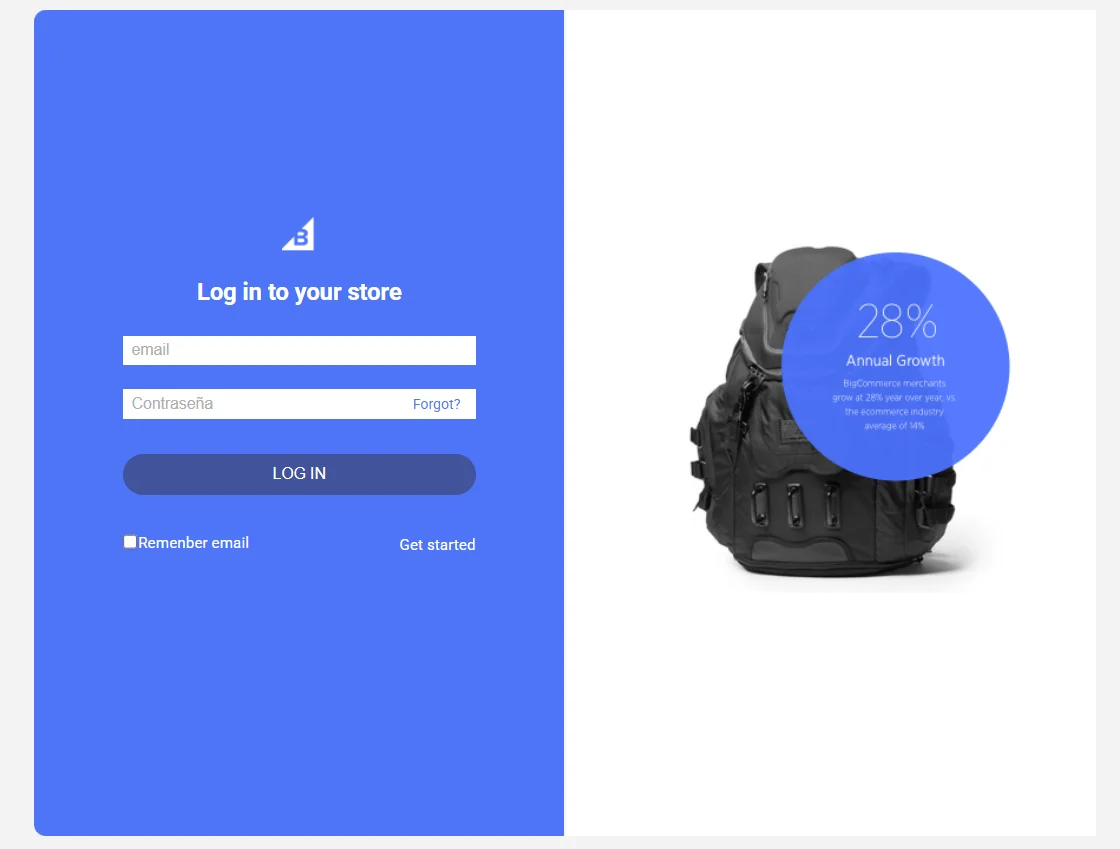 B
Log in to your store
email
Contraseña Forgot?
LOG IN
Remenber email Get started
28%
Annual Growth
BigCommerce merchants
grow at 28% year over year, vs.
the ecommerce industry
average of 14%